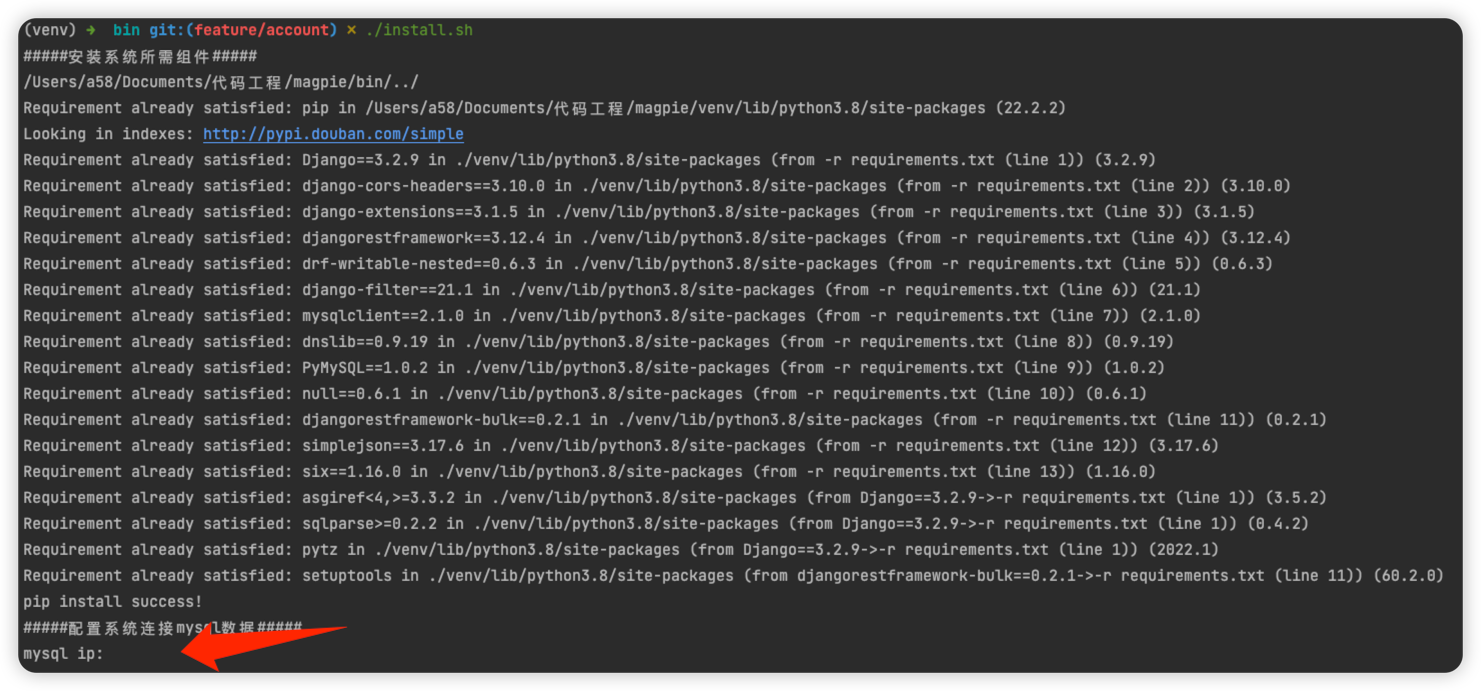 (venv) ➜ bin git:(feature/account) × ./install.sh
#####安装系统所需组件#####
/Users/a58/Documents/代码工程/magpie/bin/../
Requirement already satisfied: pip in /Users/a58/Documents/代码工程/magpie/venv/lib/python3.8/site-packages (22.2.2)
Looking in indexes: http://pypi.douban.com/simple
Requirement already satisfied: Django==3.2.9 in ./venv/lib/python3.8/site-packages (from -r requirements.txt (line 1)) (3.2.9)
Requirement already satisfied: django-cors-headers==3.10.0 in ./venv/lib/python3.8/site-packages (from -r requirements.txt (line 2)) (3.10.0)
Requirement already satisfied: django-extensions==3.1.5 in ./venv/lib/python3.8/site-packages (from -r requirements.txt (line 3)) (3.1.5)
Requirement already satisfied: djangorestframework==3.12.4 in ./venv/lib/python3.8/site-packages (from -r requirements.txt (line 4)) (3.12.4)
Requirement already satisfied: drf-writable-nested==0.6.3 in ./venv/lib/python3.8/site-packages (from -r requirements.txt (line 5)) (0.6.3)
Requirement already satisfied: django-filter==21.1 in ./venv/lib/python3.8/site-packages (from -r requirements.txt (line 6)) (21.1)
Requirement already satisfied: mysqlclient==2.1.0 in ./venv/lib/python3.8/site-packages (from -r requirements.txt (line 7)) (2.1.0)
Requirement already satisfied: dnslib==0.9.19 in ./venv/lib/python3.8/site-packages (from -r requirements.txt (line 8)) (0.9.19)
Requirement already satisfied: PyMySQL==1.0.2 in ./venv/lib/python3.8/site-packages (from -r requirements.txt (line 9)) (1.0.2)
Requirement already satisfied: null==0.6.1 in ./venv/lib/python3.8/site-packages (from -r requirements.txt (line 10)) (0.6.1)
Requirement already satisfied: djangorestframework-bulk==0.2.1 in ./venv/lib/python3.8/site-packages (from -r requirements.txt (line 11)) (0.2.1)
Requirement already satisfied: simplejson==3.17.6 in ./venv/lib/python3.8/site-packages (from -r requirements.txt (line 12)) (3.17.6)
Requirement already satisfied: six==1.16.0 in ./venv/lib/python3.8/site-packages (from -r requirements.txt (line 13)) (1.16.0)
Requirement already satisfied: asgiref<4,>=3.3.2 in ./venv/lib/python3.8/site-packages (from Django==3.2.9->-r requirements.txt (line 1)) (3.5.2)
Requirement already satisfied: sqlparse>=0.2.2 in ./venv/lib/python3.8/site-packages (from Django==3.2.9->-r requirements.txt (line 1)) (0.4.2)
Requirement already satisfied: pytz in ./venv/lib/python3.8/site-packages (from Django==3.2.9->-r requirements.txt (line 1)) (2022.1)
Requirement already satisfied: setuptools in ./venv/lib/python3.8/site-packages (from djangorestframework-bulk==0.2.1->-r requirements.txt (line 11)) (60.2.0)
pip install success!
#####配置系统连接mysql数据#####
mysql ip: